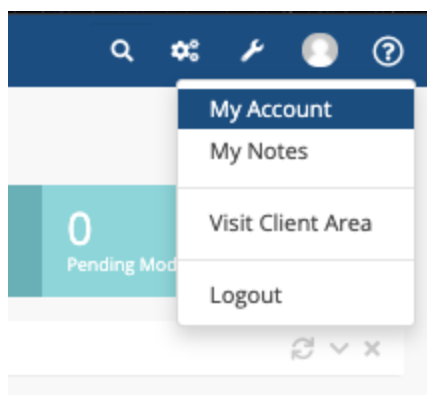 My Account
My Notes
Visit Client Area
Logout
0
Pending Mod